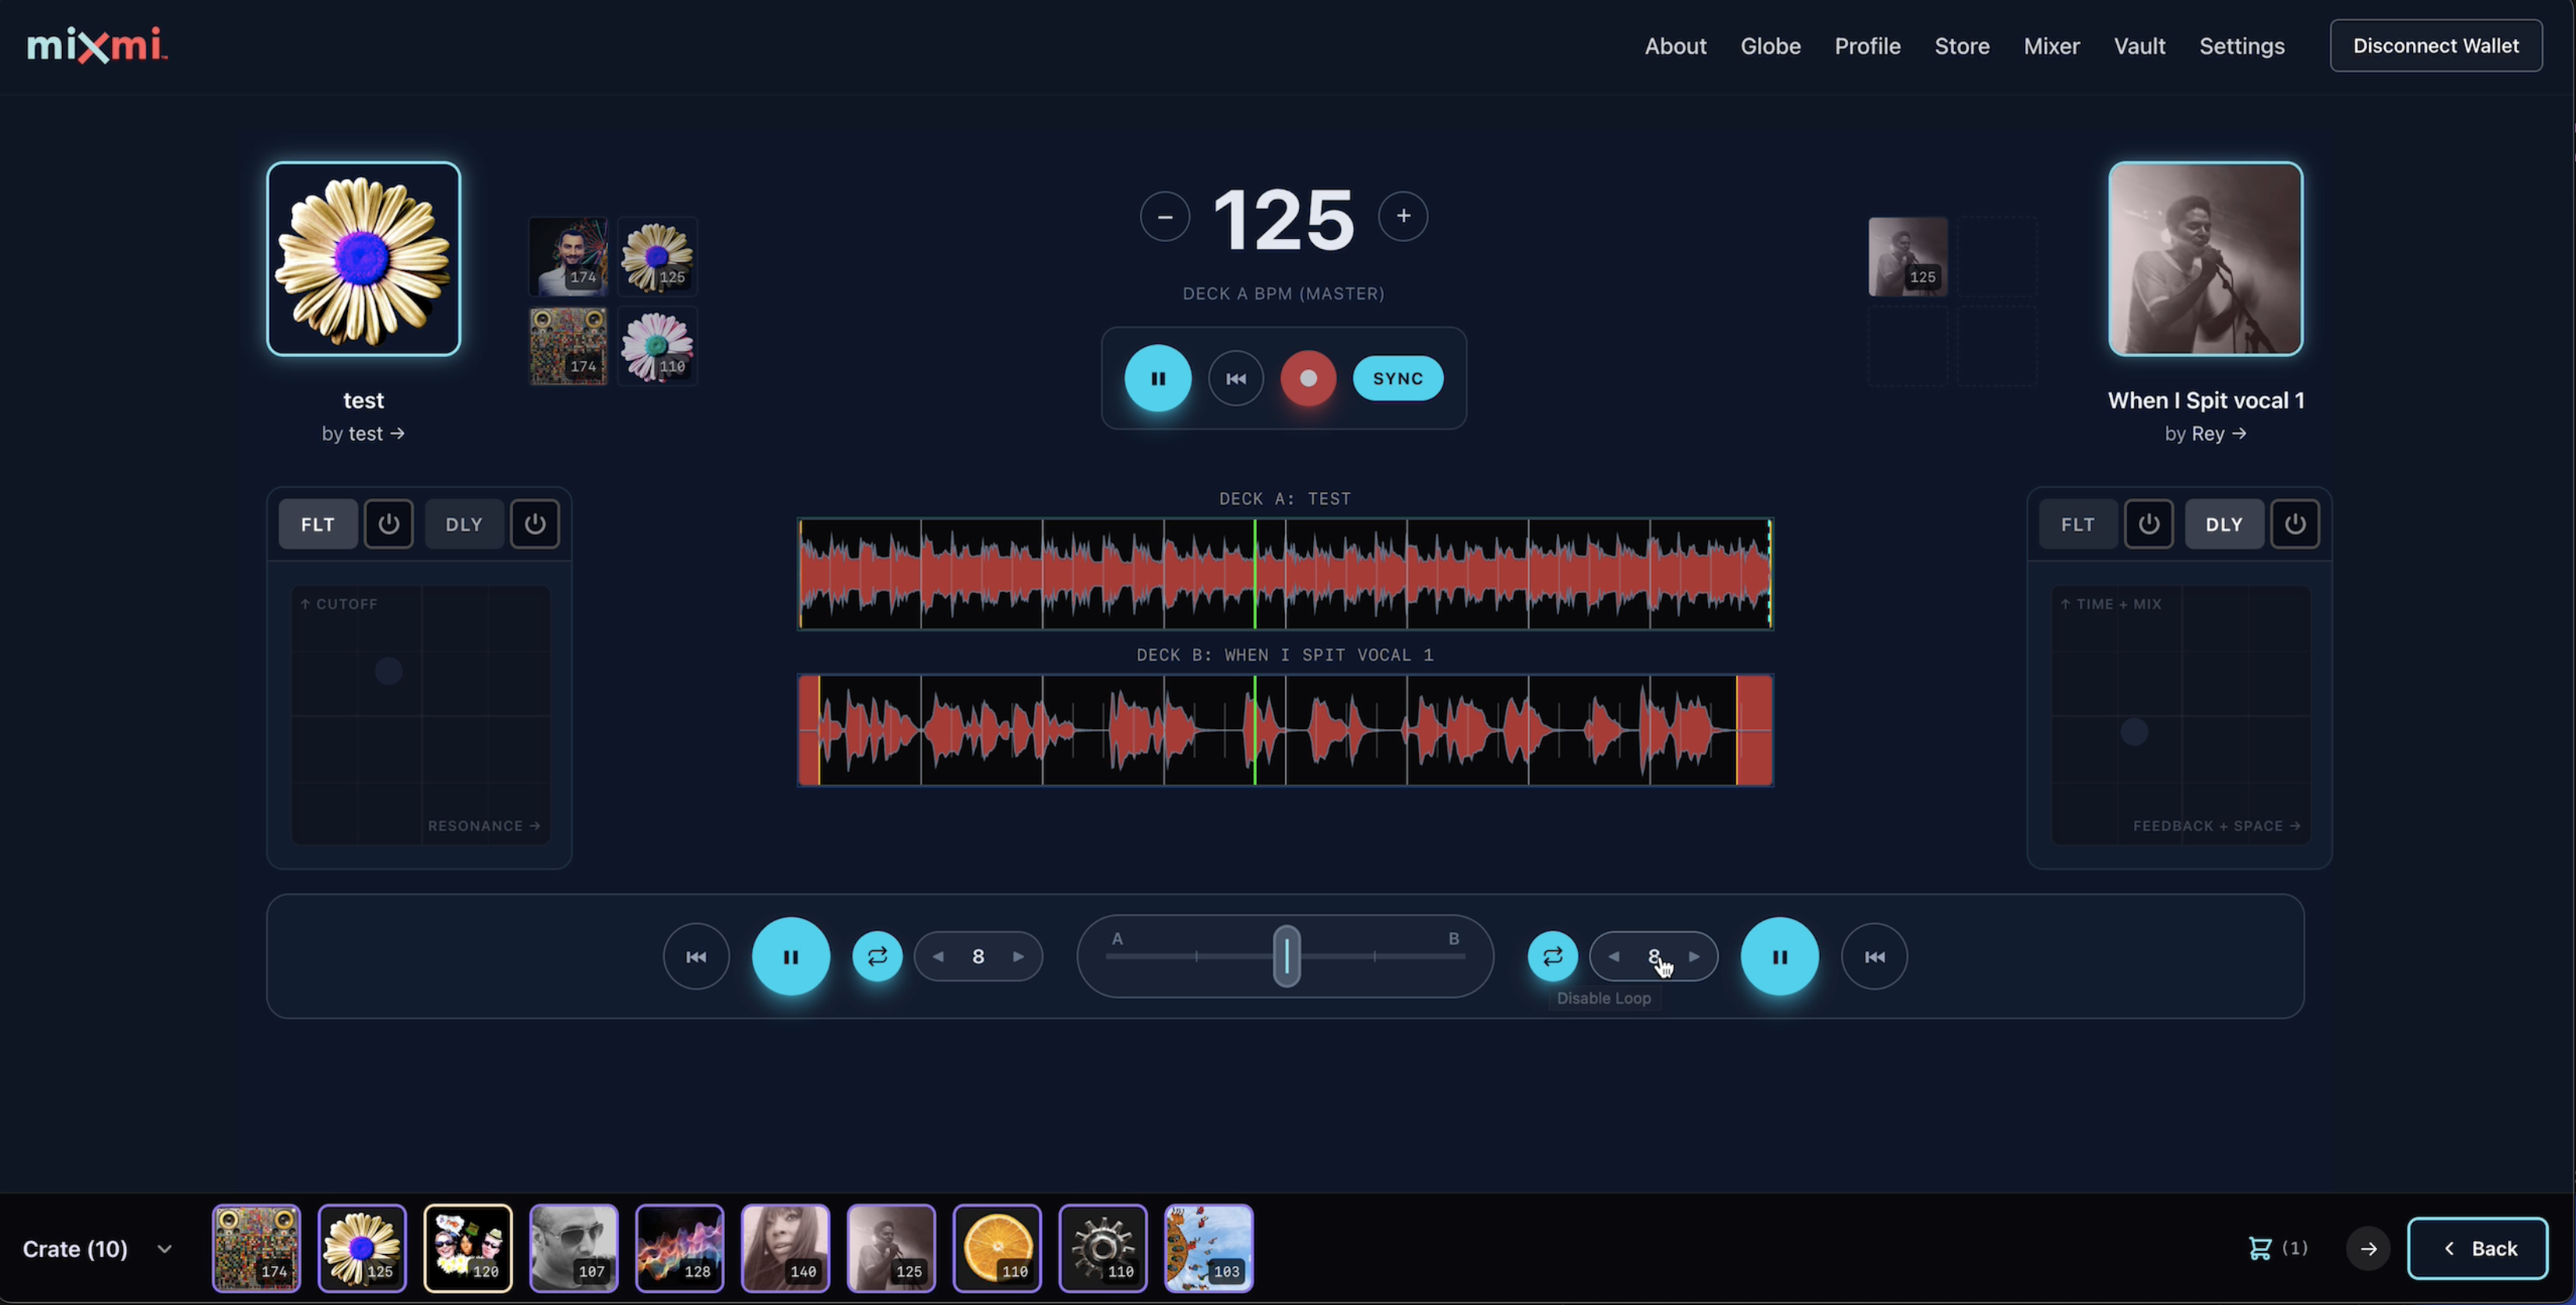 mixmi™
About Globe Profile Store Mixer Vault Settings Disconnect Wallet
174 125
174 110
test
by test →
− 125 +
DECK A BPM (MASTER)
SYNC
125
When I Spit vocal 1
by Rey →
FLT DLY
↑ CUTOFF
RESONANCE →
DECK A: TEST
DECK B: WHEN I SPIT VOCAL 1
FLT DLY
↑ TIME + MIX
FEEDBACK + SPACE →
8
A B
8
Disable Loop
Crate (10)
174 125 120 107 128 140 125 110 110 103
(1)
Back